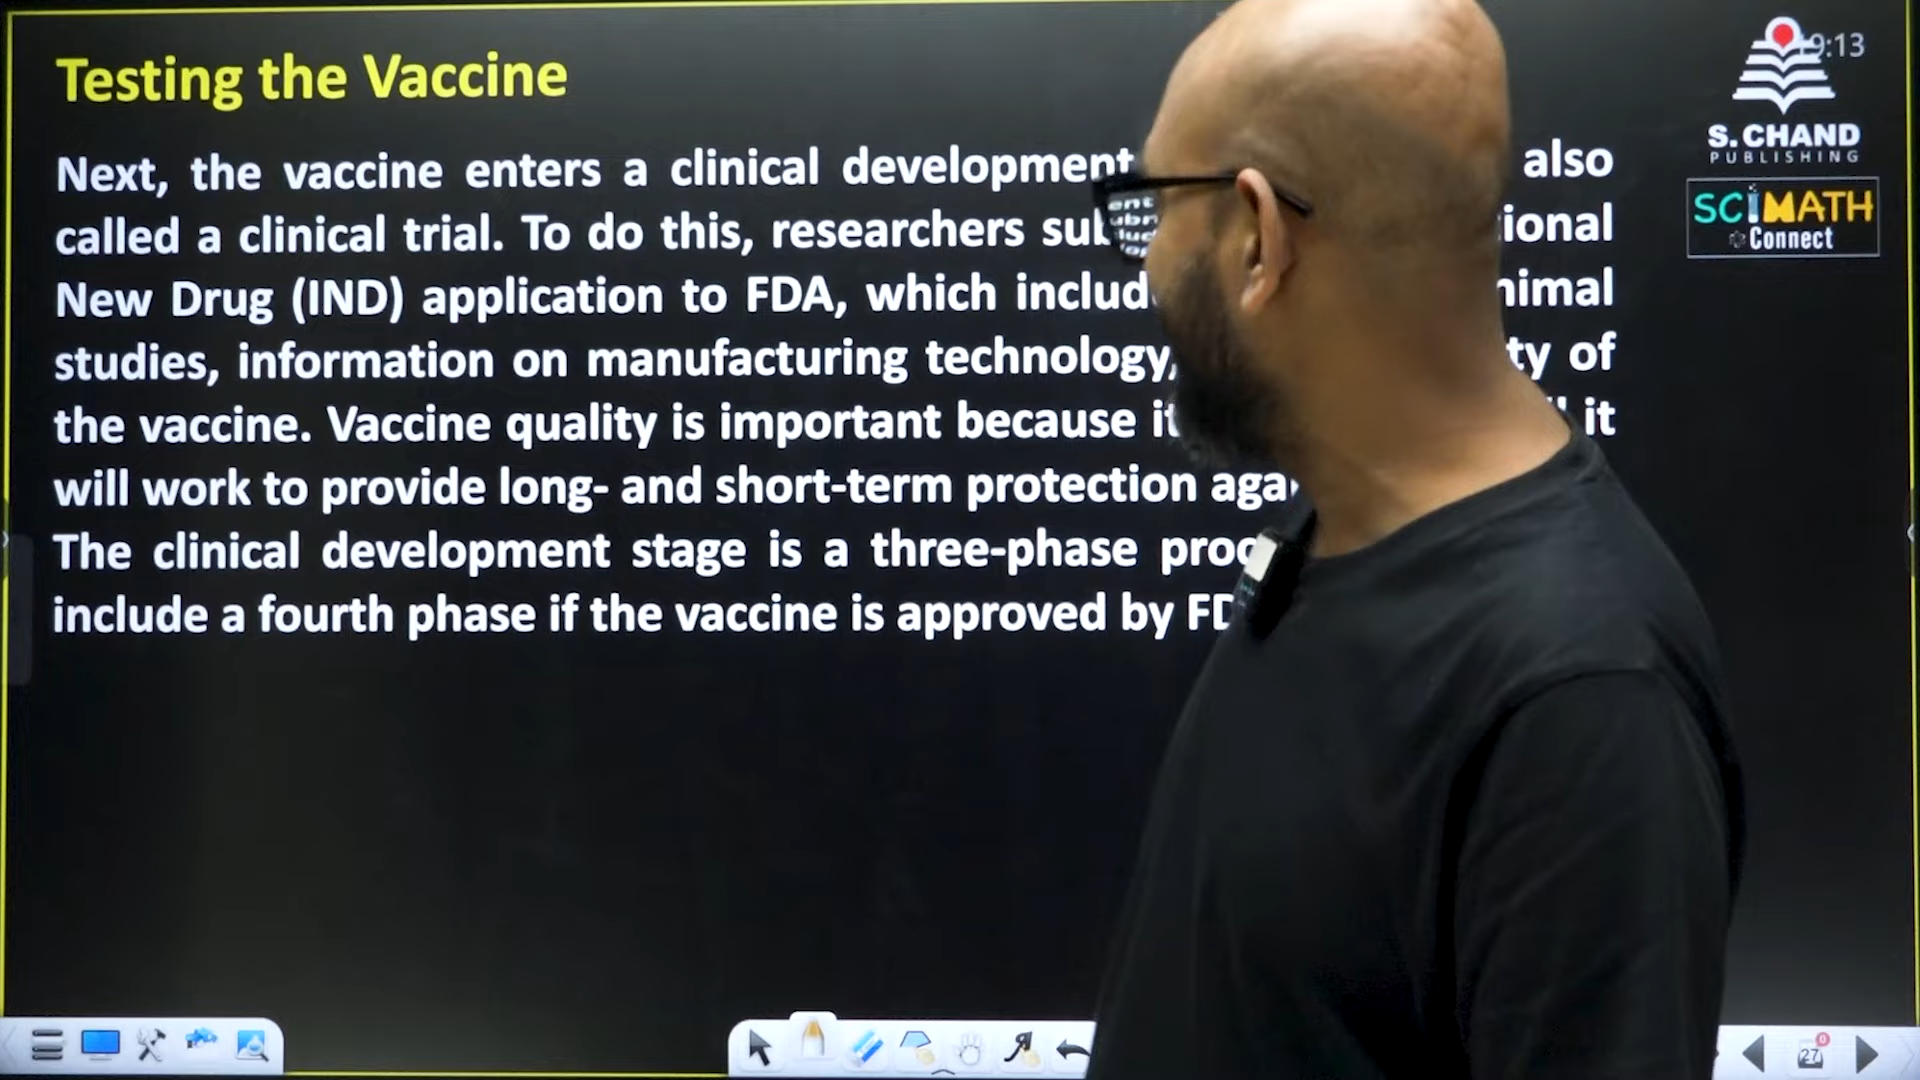 Testing the Vaccine
Next, the vaccine enters a clinical development also
called a clinical trial. To do this, researchers
New Drug (IND) application to FDA, which
studies, information on manufacturing technology, of
the vaccine. Vaccine quality is important because it
will work to provide long- and short-term protection
The clinical development stage is a three-phase
include a fourth phase if the vaccine is approved by
S. CHAND
PUBLISHING
SCIMATH
Connect
27
0